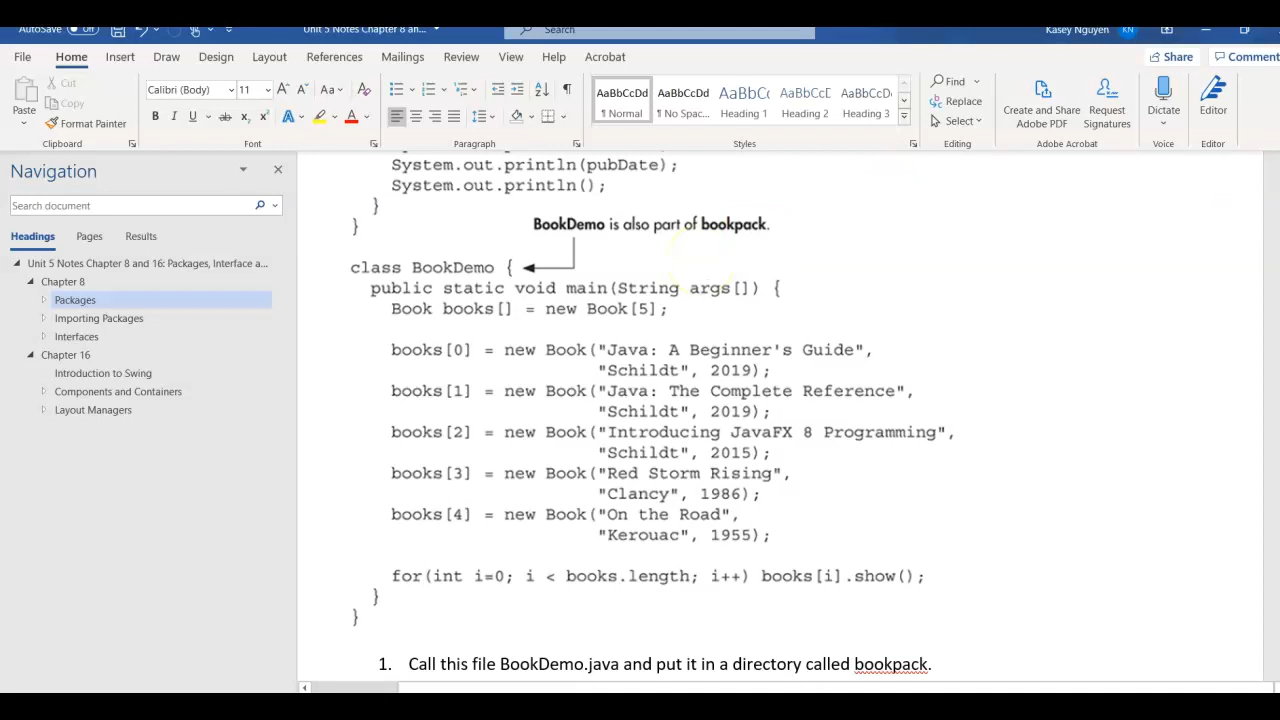 AutoSave Off Unit 5 Notes Chapter 8 an... Search Kasey Nguyen KN
File Home Insert Draw Design Layout References Mailings Review View Help Acrobat Share Comment
Paste Cut Copy Format Painter
Calibri (Body) 11
AaBbCcDd AaBbCcDd AaBbC AaBbCcD AaBbCcD
¶ Normal ¶ No Spac... Heading 1 Heading 2 Heading 3
Find Replace Select
Create and Share Adobe PDF Request Signatures Dictate Editor
Clipboard Font Paragraph Styles Editing Adobe Acrobat Voice Editor
Navigation
Search document
Headings Pages Results
Unit 5 Notes Chapter 8 and 16: Packages, Interface a...
Chapter 8
Packages
Importing Packages
Interfaces
Chapter 16
Introduction to Swing
Components and Containers
Layout Managers
System.out.println(pubDate);
System.out.println();
}
}
BookDemo is also part of bookpack.
class BookDemo {
public static void main(String args[]) {
Book books[] = new Book[5];
books[0] = new Book("Java: A Beginner's Guide",
"Schildt", 2019);
books[1] = new Book("Java: The Complete Reference",
"Schildt", 2019);
books[2] = new Book("Introducing JavaFX 8 Programming",
"Schildt", 2015);
books[3] = new Book("Red Storm Rising",
"Clancy", 1986);
books[4] = new Book("On the Road",
"Kerouac", 1955);
for(int i=0; i < books.length; i++) books[i].show();
}
}
1. Call this file BookDemo.java and put it in a directory called bookpack.